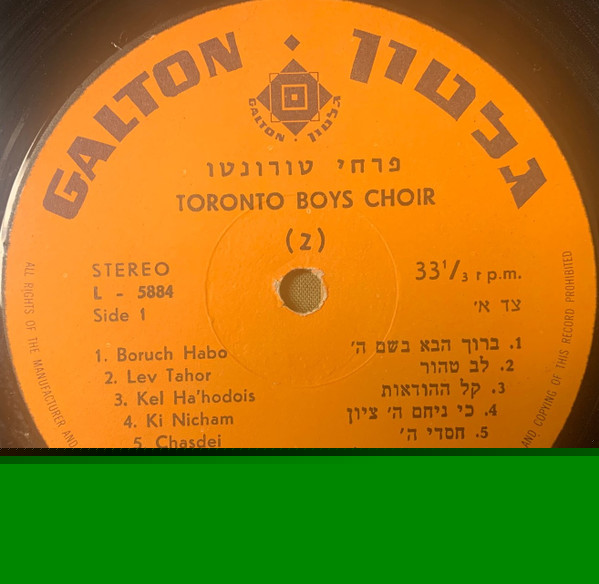 GALTON גלטון
GALTON גלטון
פרחי טורונטו
TORONTO BOYS CHOIR
(2)
STEREO
L - 5884
Side 1
33 1/3 r p.m.
צד א'
1. Boruch Habo
2. Lev Tahor
3. Kel Ha'hodois
4. Ki Nicham
5. Chasdei
1. ברוך הבא בשם ה'
2. לב טהור
3. קל ההודאות
4. כי ניחם ה' ציון
5. חסדי ה'
ALL RIGHTS OF THE MANUFACTURER AND
AND COPYING OF THIS RECORD PROHIBITED